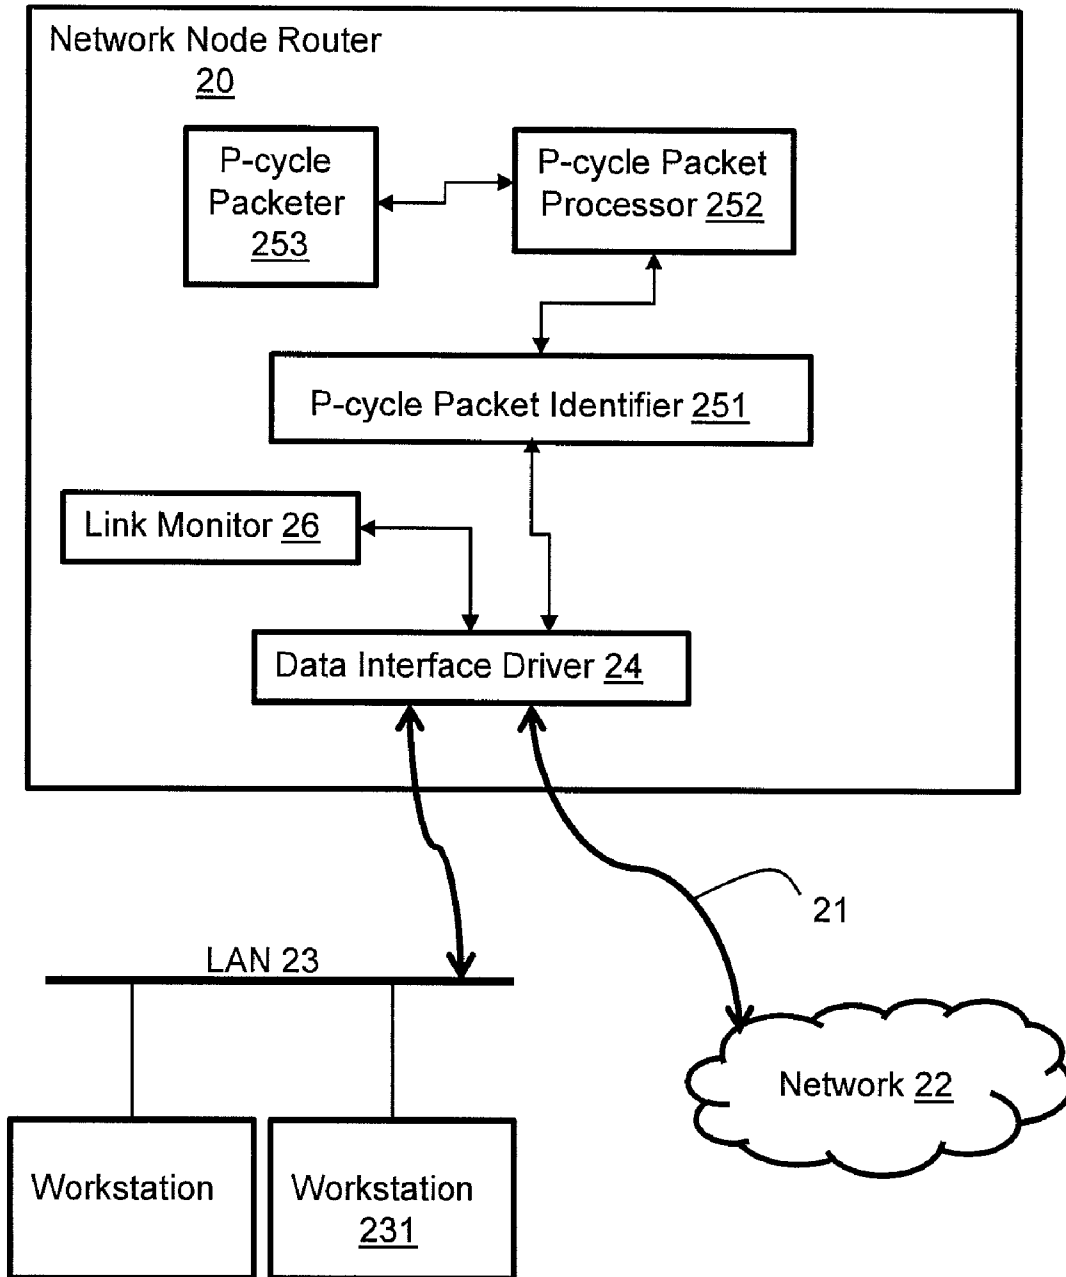 Network Node Router
20
P-cycle
Packeter
253
P-cycle Packet
Processor 252
P-cycle Packet Identifier 251
Link Monitor 26
Data Interface Driver 24
21
LAN 23
Network 22
Workstation
Workstation
231